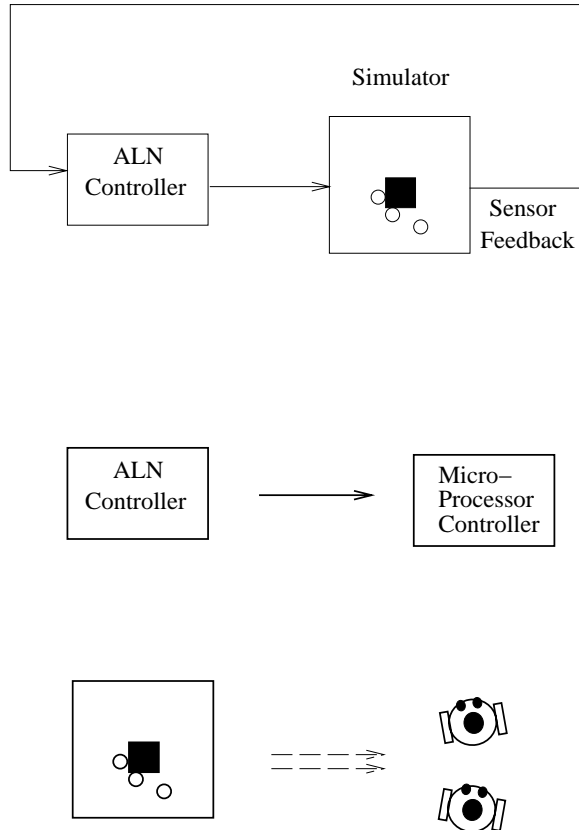 Simulator
ALN
Controller
Sensor
Feedback
ALN
Controller
Micro−
Processor
Controller